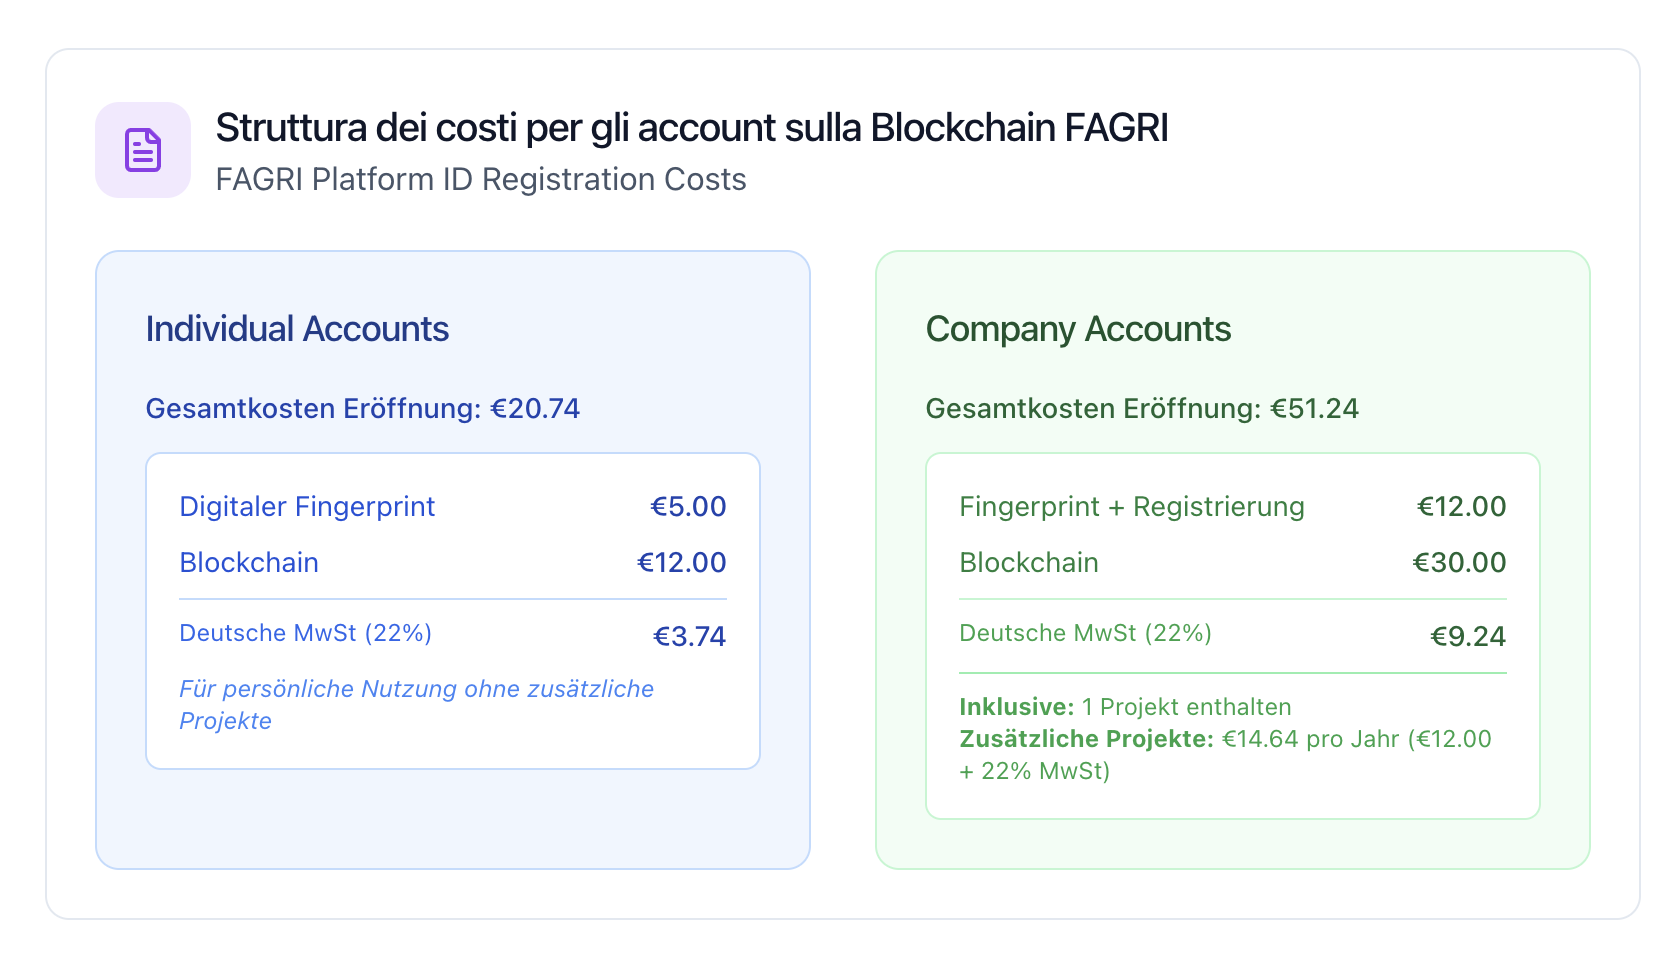 Struttura dei costi per gli account sulla Blockchain FAGRI
FAGRI Platform ID Registration Costs
Individual Accounts
Gesamtkosten Eröffnung: €20.74
Digitaler Fingerprint €5.00
Blockchain €12.00
Deutsche MwSt (22%) €3.74
Für persönliche Nutzung ohne zusätzliche
Projekte
Company Accounts
Gesamtkosten Eröffnung: €51.24
Fingerprint + Registrierung €12.00
Blockchain €30.00
Deutsche MwSt (22%) €9.24
Inklusive: 1 Projekt enthalten
Zusätzliche Projekte: €14.64 pro Jahr (€12.00
+ 22% MwSt)